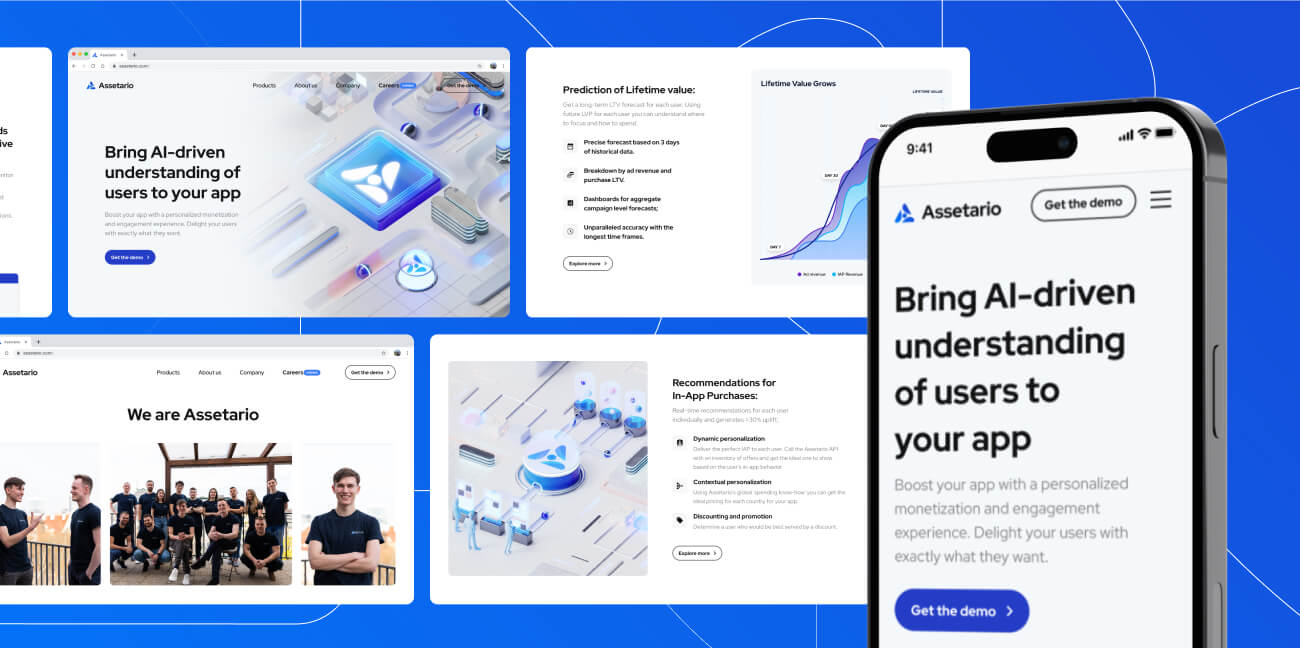 ds
ive
Assetario
assetario.com
Assetario
Products
About us
Company
Careers
Get the demo
Bring AI-driven
understanding of
users to your app
Boost your app with a personalized monetization
and engagement experience. Delight your users
with exactly what they want.
Get the demo
Prediction of Lifetime value:
Get a long-term LTV forecast for each user. Using
future LVP for each user you can understand where
to focus and how to spend.
Precise forecast based on 3 days
of historical data.
Breakdown by ad revenue and
purchase LTV.
Dashboards for aggregate
campaign level forecasts;
Unparalleled accuracy with the
longest time frames.
Explore more
Lifetime Value Grows
LIFETIME VALUE
DAY 30
DAY 7
Ad revenue
IAP Revenue
Assetario
assetario.com
Assetario
Products
About us
Company
Careers
Get the demo
We are Assetario
Recommendations for
In-App Purchases:
Real-time recommendations for each user
individually and generates +30% uplift.
Dynamic personalization
Deliver the perfect IAP to each user. Call the Assetario API
with an inventory of offers and get the ideal one to show
based on the user's in-app behavior.
Contextual personalization
Using Assetario's global spending know-how you can get the
ideal pricing for each country for your app.
Discounting and promotion
Determine a user who would be best served by a discount.
Explore more
9:41
Assetario
Get the demo
Bring AI-driven
understanding
of users to
your app
Boost your app with a personalized
monetization and engagement
experience. Delight your users with
exactly what they want.
Get the demo